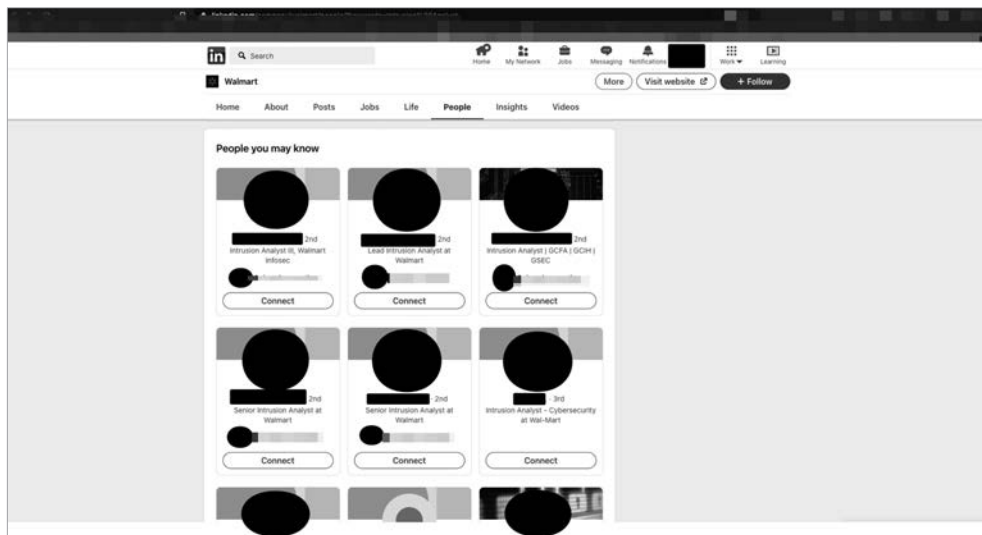 in
Search
Home
My Network
Jobs
Messaging
Notifications
Work
Learning
Walmart
More
Visit website
+ Follow
Home
About
Posts
Jobs
Life
People
Insights
Videos
People you may know
2nd
Intrusion Analyst III, Walmart
Infosec
Connect
2nd
Lead Intrusion Analyst at
Walmart
Connect
2nd
Intrusion Analyst | GCFA | GCIH |
GSEC
Connect
2nd
Senior Intrusion Analyst at
Walmart
Connect
· 2nd
Senior Intrusion Analyst at
Walmart
Connect
· 3rd
Intrusion Analyst - Cybersecurity
at Wal-Mart
Connect